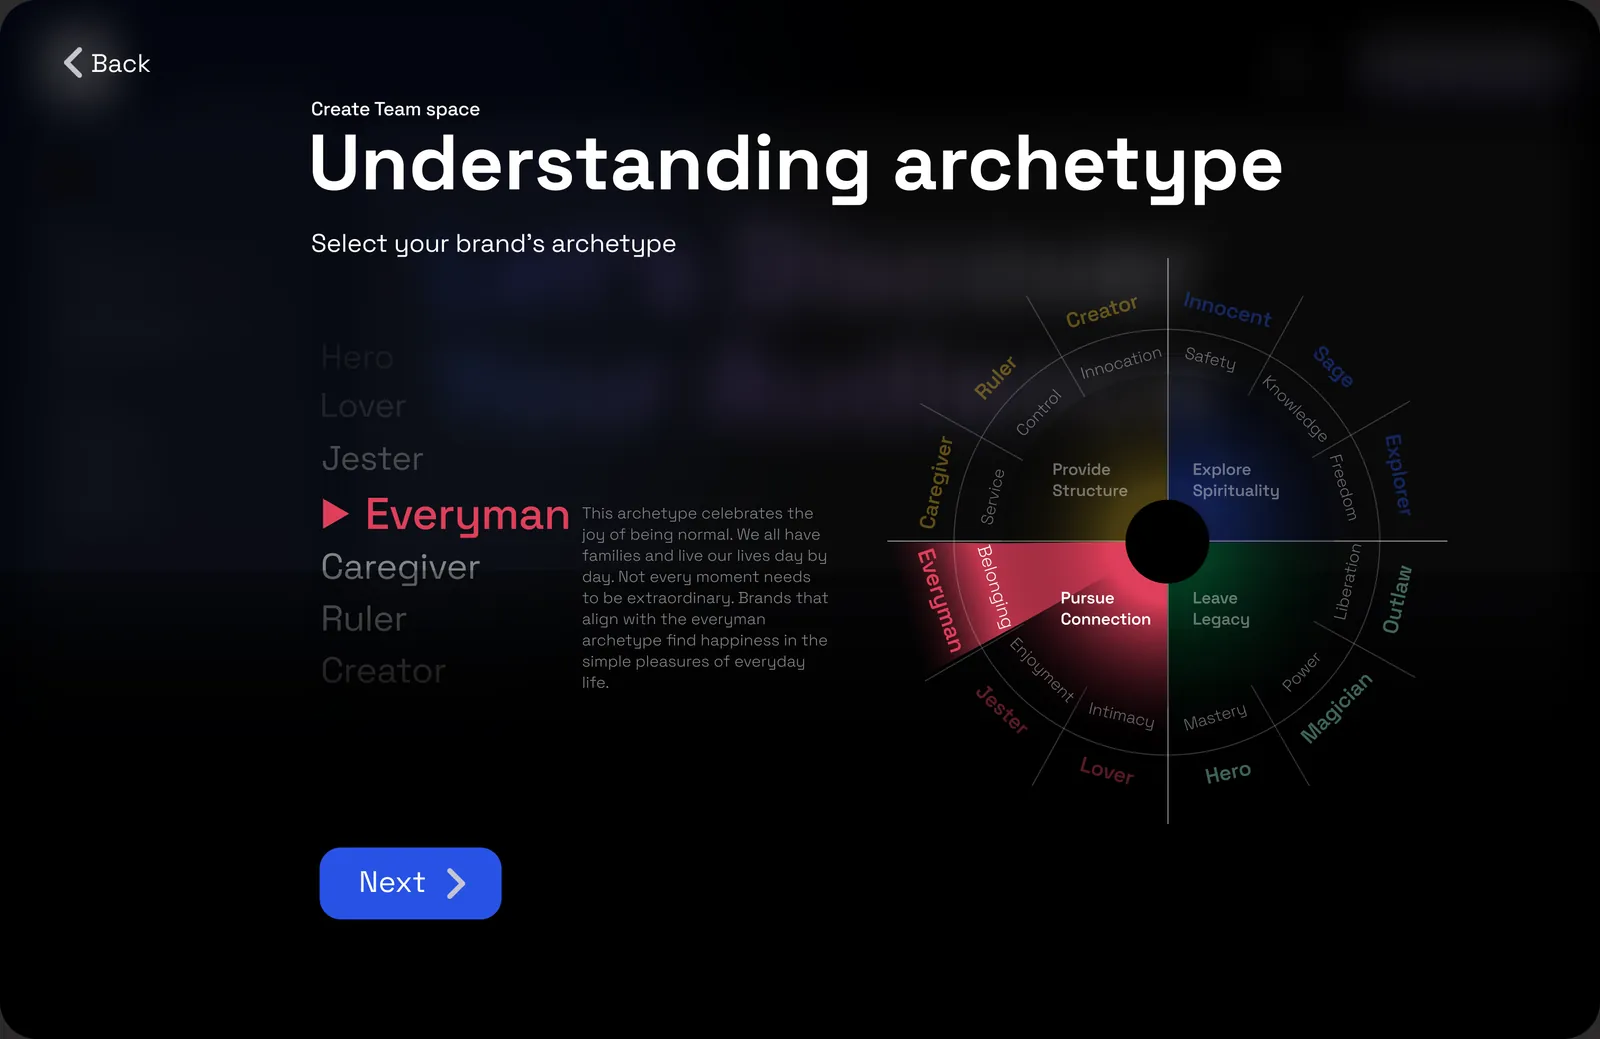 Back
Create Team space
Understanding archetype
Select your brand's archetype
Hero
Lover
Jester
Everyman
Caregiver
Ruler
Creator
This archetype celebrates the
joy of being normal. We all have
families and live our lives day by
day. Not every moment needs
to be extraordinary. Brands that
align with the everyman
archetype find happiness in the
simple pleasures of everyday
life.
Next
Creator
Innocent
Ruler
Sage
Caregiver
Explorer
Everyman
Outlaw
Jester
Magician
Lover
Hero
Innocation
Safety
Control
Knowledge
Service
Freedom
Belonging
Liberation
Enjoyment
Power
Intimacy
Mastery
Provide
Structure
Explore
Spirituality
Pursue
Connection
Leave
Legacy